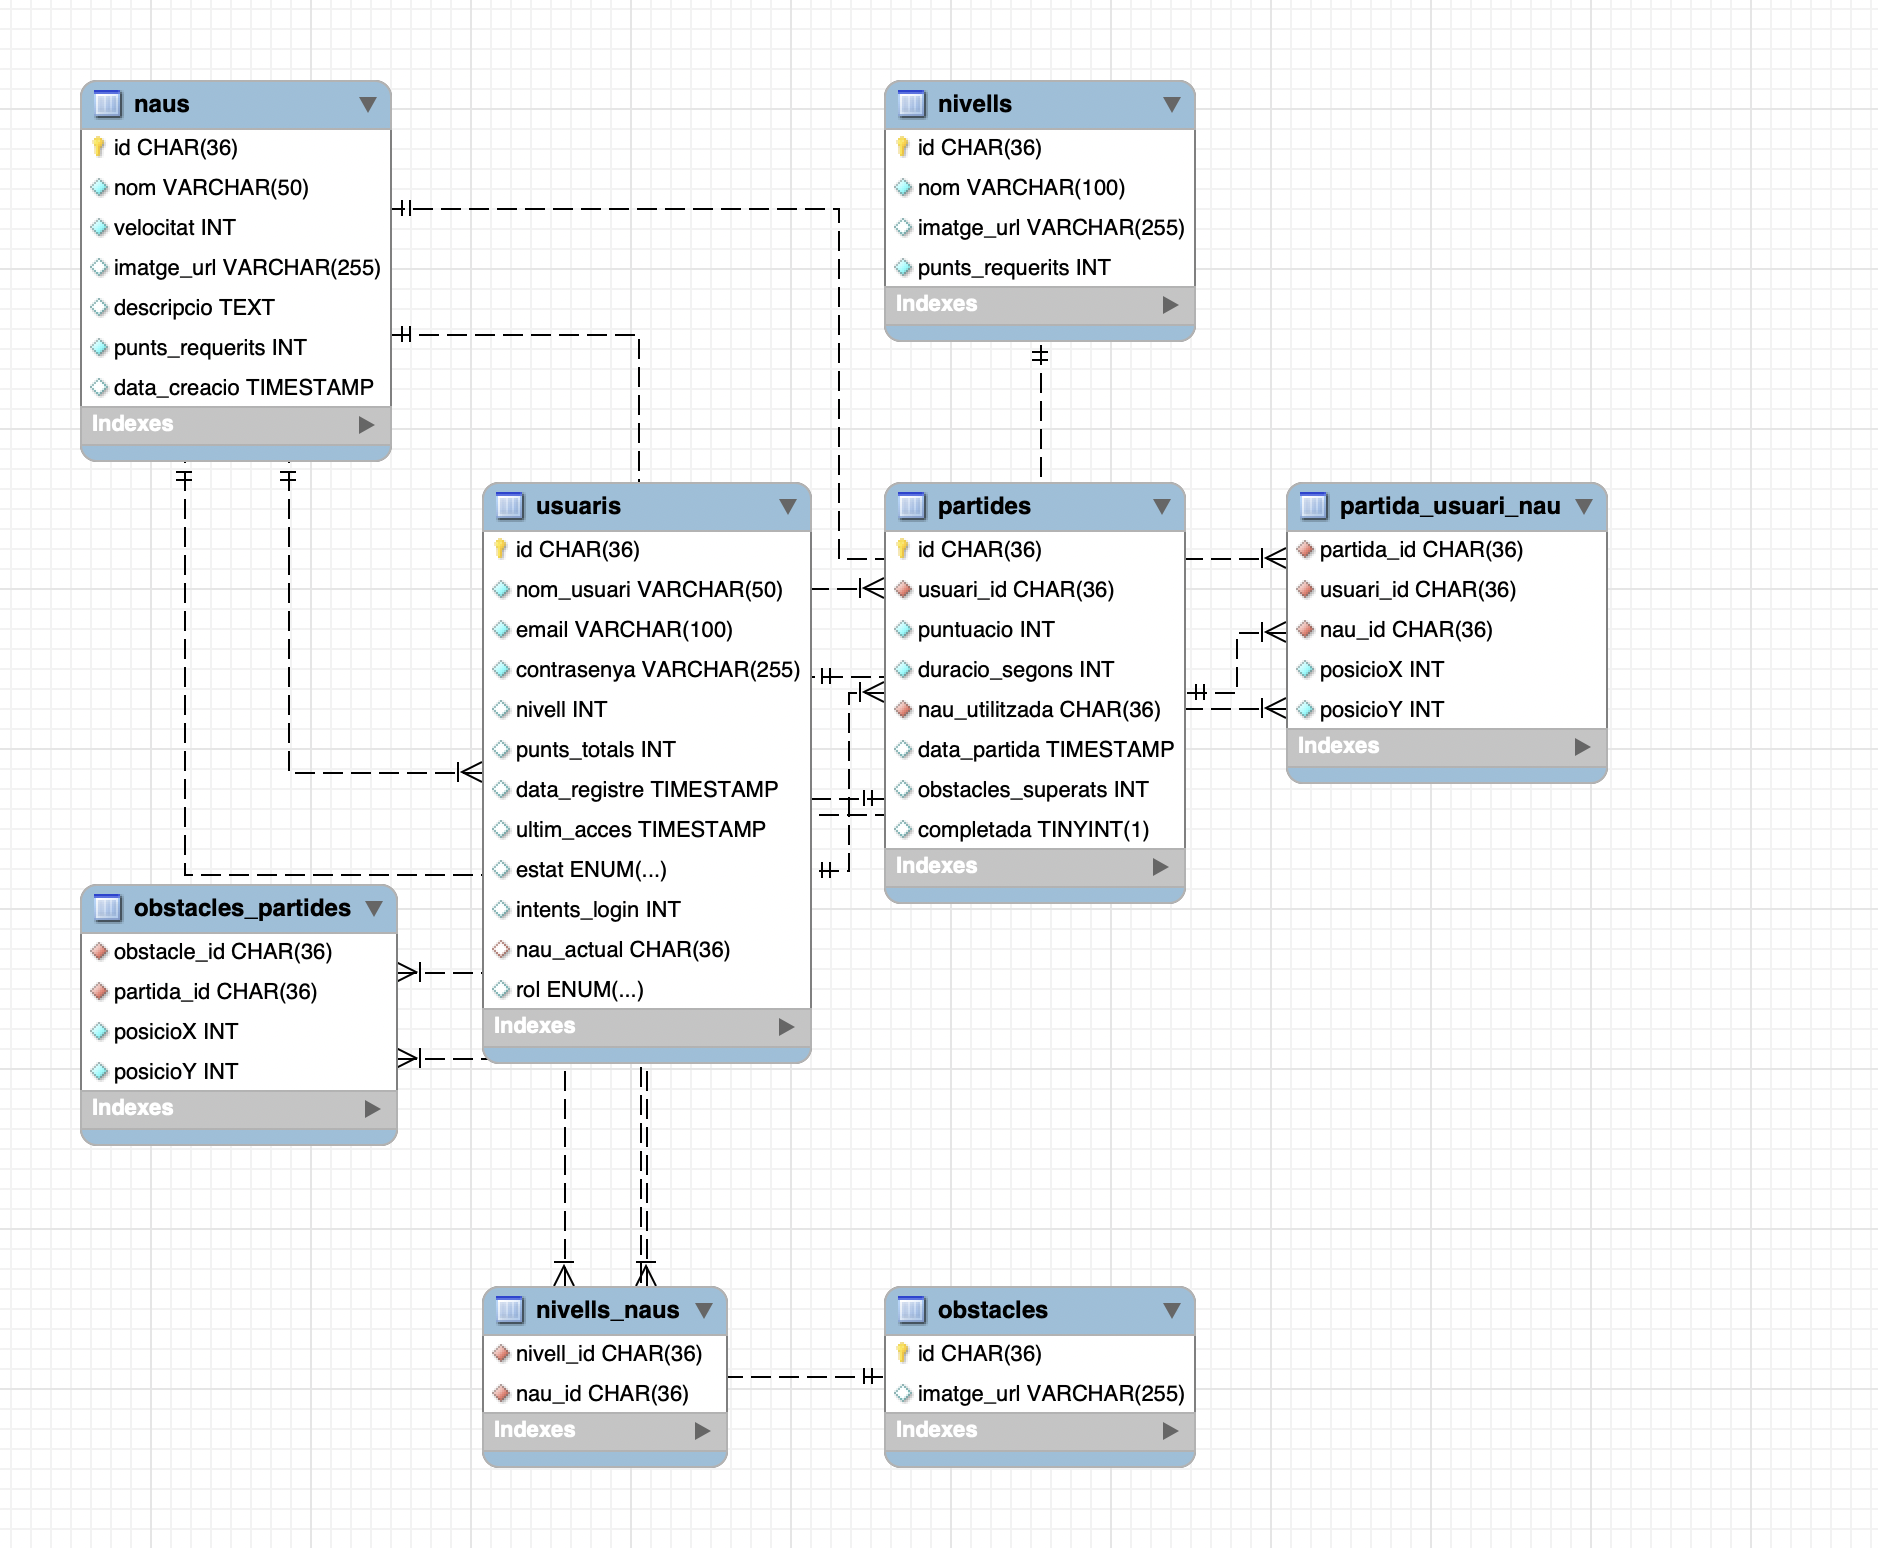 naus
id CHAR(36)
nom VARCHAR(50)
velocitat INT
imatge_url VARCHAR(255)
descripcio TEXT
punts_requerits INT
data_creacio TIMESTAMP
Indexes
nivells
id CHAR(36)
nom VARCHAR(100)
imatge_url VARCHAR(255)
punts_requerits INT
Indexes
usuaris
id CHAR(36)
nom_usuari VARCHAR(50)
email VARCHAR(100)
contrasenya VARCHAR(255)
nivell INT
punts_totals INT
data_registre TIMESTAMP
ultim_acces TIMESTAMP
estat ENUM(...)
intents_login INT
nau_actual CHAR(36)
rol ENUM(...)
Indexes
partides
id CHAR(36)
usuari_id CHAR(36)
puntuacio INT
duracio_segons INT
nau_utilitzada CHAR(36)
data_partida TIMESTAMP
obstacles_superats INT
completada TINYINT(1)
Indexes
partida_usuari_nau
partida_id CHAR(36)
usuari_id CHAR(36)
nau_id CHAR(36)
posicioX INT
posicioY INT
Indexes
obstacles_partides
obstacle_id CHAR(36)
partida_id CHAR(36)
posicioX INT
posicioY INT
Indexes
nivells_naus
nivell_id CHAR(36)
nau_id CHAR(36)
Indexes
obstacles
id CHAR(36)
imatge_url VARCHAR(255)
Indexes